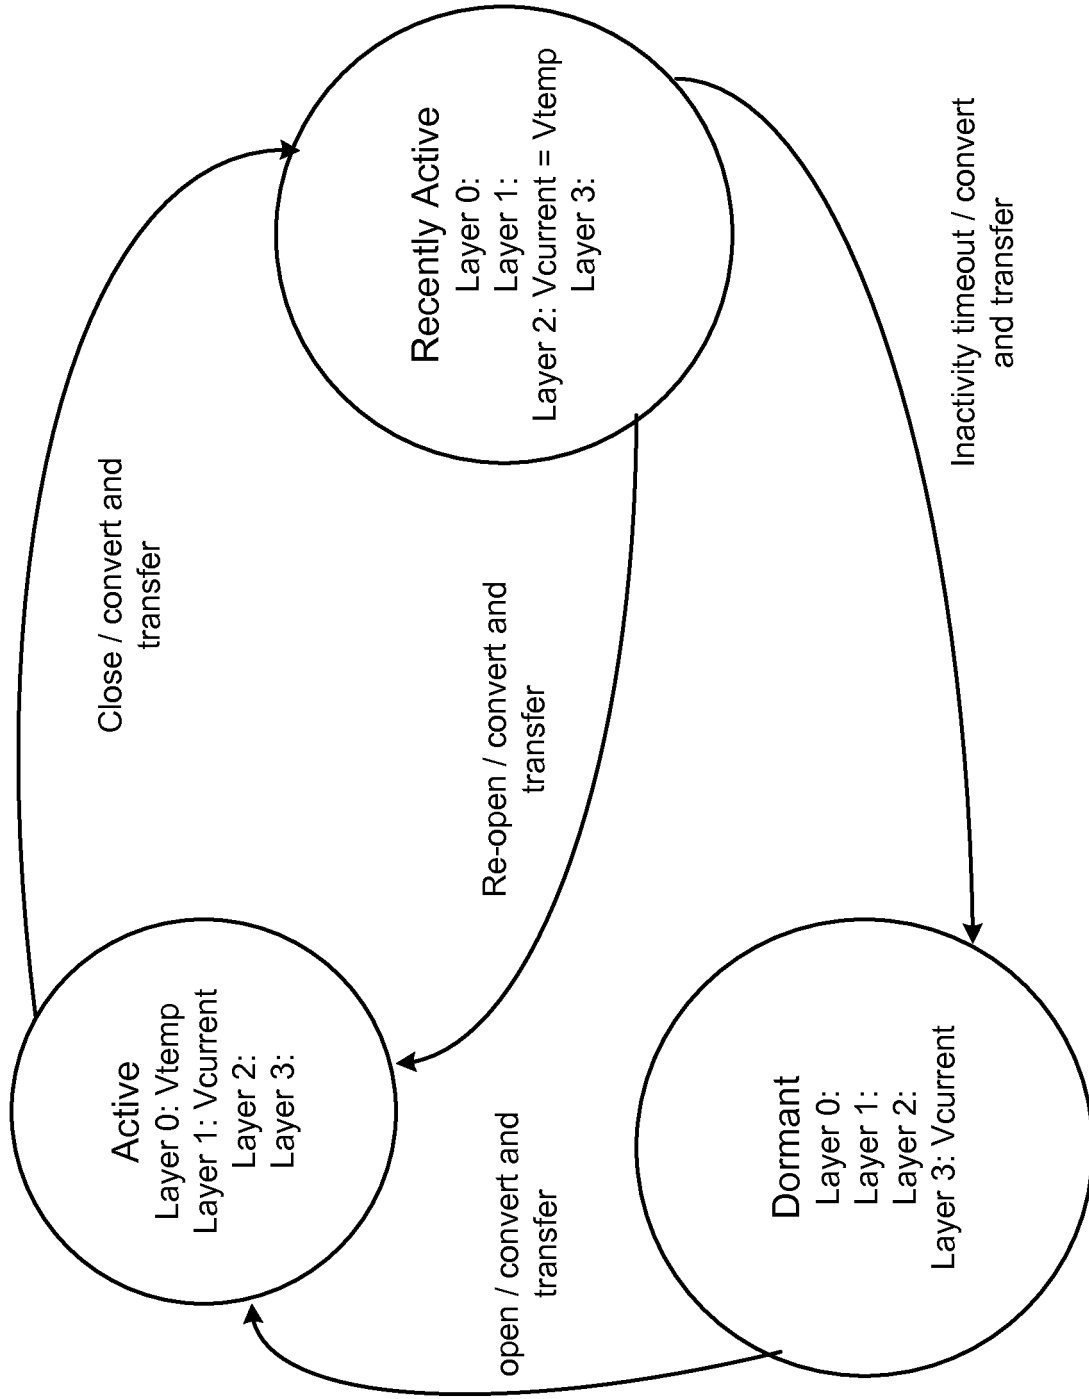 Active
Layer 0: Vtemp
Layer 1: Vcurrent
Layer 2:
Layer 3:
Close / convert and
transfer
Recently Active
Layer 0:
Layer 1:
Layer 2: Vcurrent = Vtemp
Layer 3:
Re-open / convert and
transfer
open / convert and
transfer
Dormant
Layer 0:
Layer 1:
Layer 2:
Layer 3: Vcurrent
Inactivity timeout / convert
and transfer